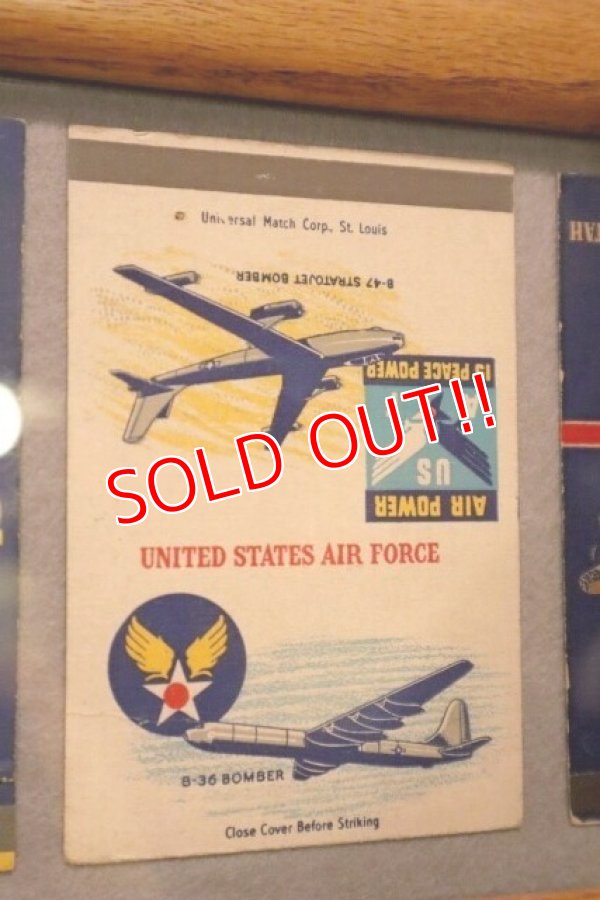 Universal Match Corp., St. Louis
B-47 STRATOJET BOMBER
IS PEACE POWER
US
AIR POWER
SOLD OUT!!
UNITED STATES AIR FORCE
B-36 BOMBER
Close Cover Before Striking